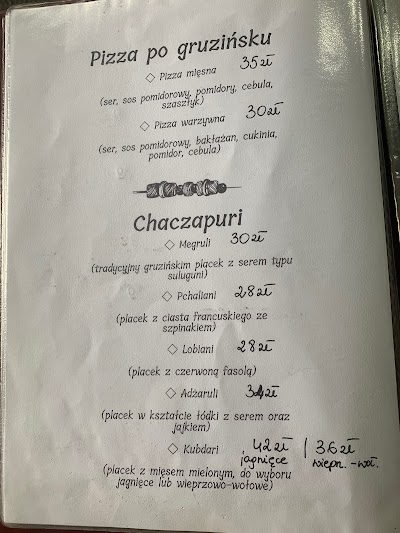 Pizza po gruzińsku
Pizza mięsna 35zł
(ser, sos pomidorowy, pomidory, cebula,
szaszłyk)
Pizza warzywna 30zł
(ser, sos pomidorowy, bakłażan, cukinia,
pomidor, cebula)
Chaczapuri
Megruli 30zł
(tradycyjny gruzińskim placek z serem typu
suluguni)
Pchaliani 28zł
(placek z ciasta francuskiego ze
szpinakiem)
Lobiani 28zł
(placek z czerwoną fasolą)
Adżaruli 34zł
(placek w kształcie łódki z serem oraz
jajkiem)
Kubdari 42zł | 36zł
jagnięce wiepn.-woł.
(placek z mięsem mielonym, do wyboru
jagnięce lub wieprzowo-wołowe)